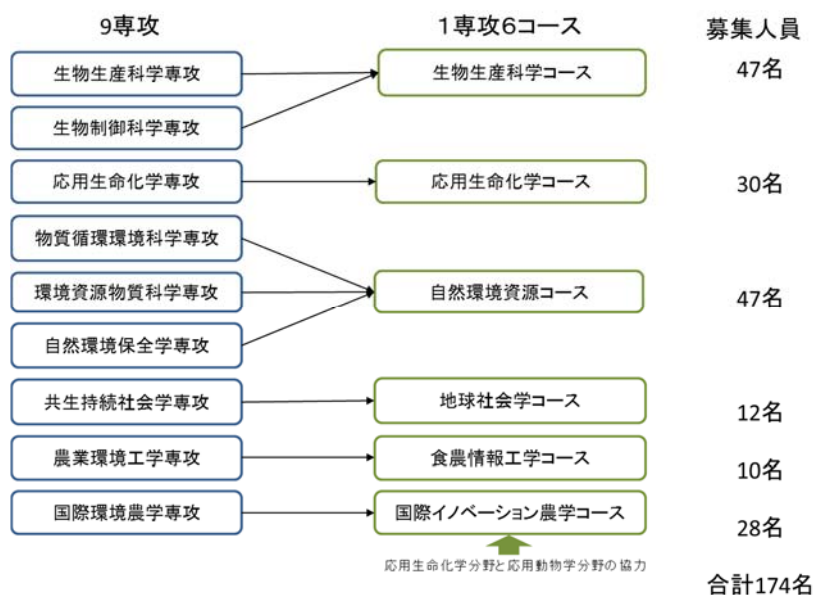 9専攻
1専攻6コース
募集人員
生物生産科学専攻
生物生産科学コース
47名
生物制御科学専攻
応用生命化学専攻
応用生命化学コース
30名
物質循環環境科学専攻
環境資源物質科学専攻
自然環境資源コース
47名
自然環境保全学専攻
共生持続社会学専攻
地球社会学コース
12名
農業環境工学専攻
食農情報工学コース
10名
国際環境農学専攻
国際イノベーション農学コース
28名
応用生命化学分野と応用動物学分野の協力
合計174名